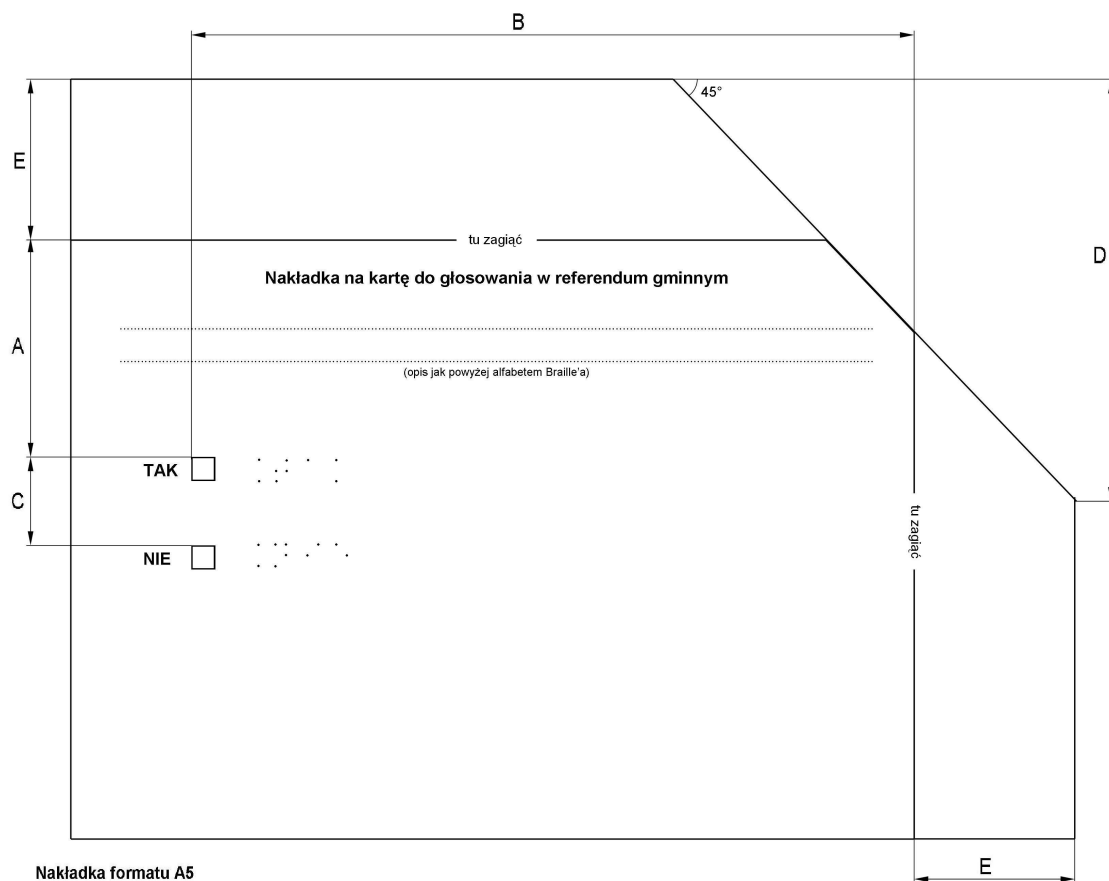 B
45°
E
D
tu zagiąć
Nakładka na kartę do głosowania w referendum gminnym
A
(opis jak powyżej alfabetem Braille'a)
TAK
C
tu zagiąć
NIE
E
Nakładka formatu A5